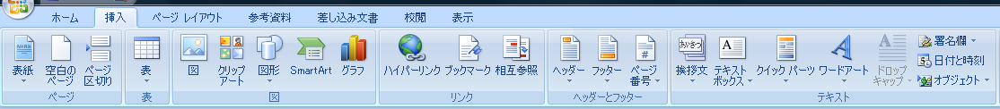 ホーム 挿入 ページ レイアウト 参考資料 差し込み文書 校閲 表示
表紙
空白の
ページ
ページ
区切り
ページ
表
表
図
クリップ
アート
図形
SmartArt
グラフ
図
ハイパーリンク
ブックマーク
相互参照
リンク
ヘッダー
フッター
ページ
番号
#
ヘッダーとフッター
あいさつ
挨拶文
A
テキスト
ボックス
クイック パーツ
A
ワードアート
A
ドロップ
キャップ
署名欄
5
日付と時刻
オブジェクト
テキスト